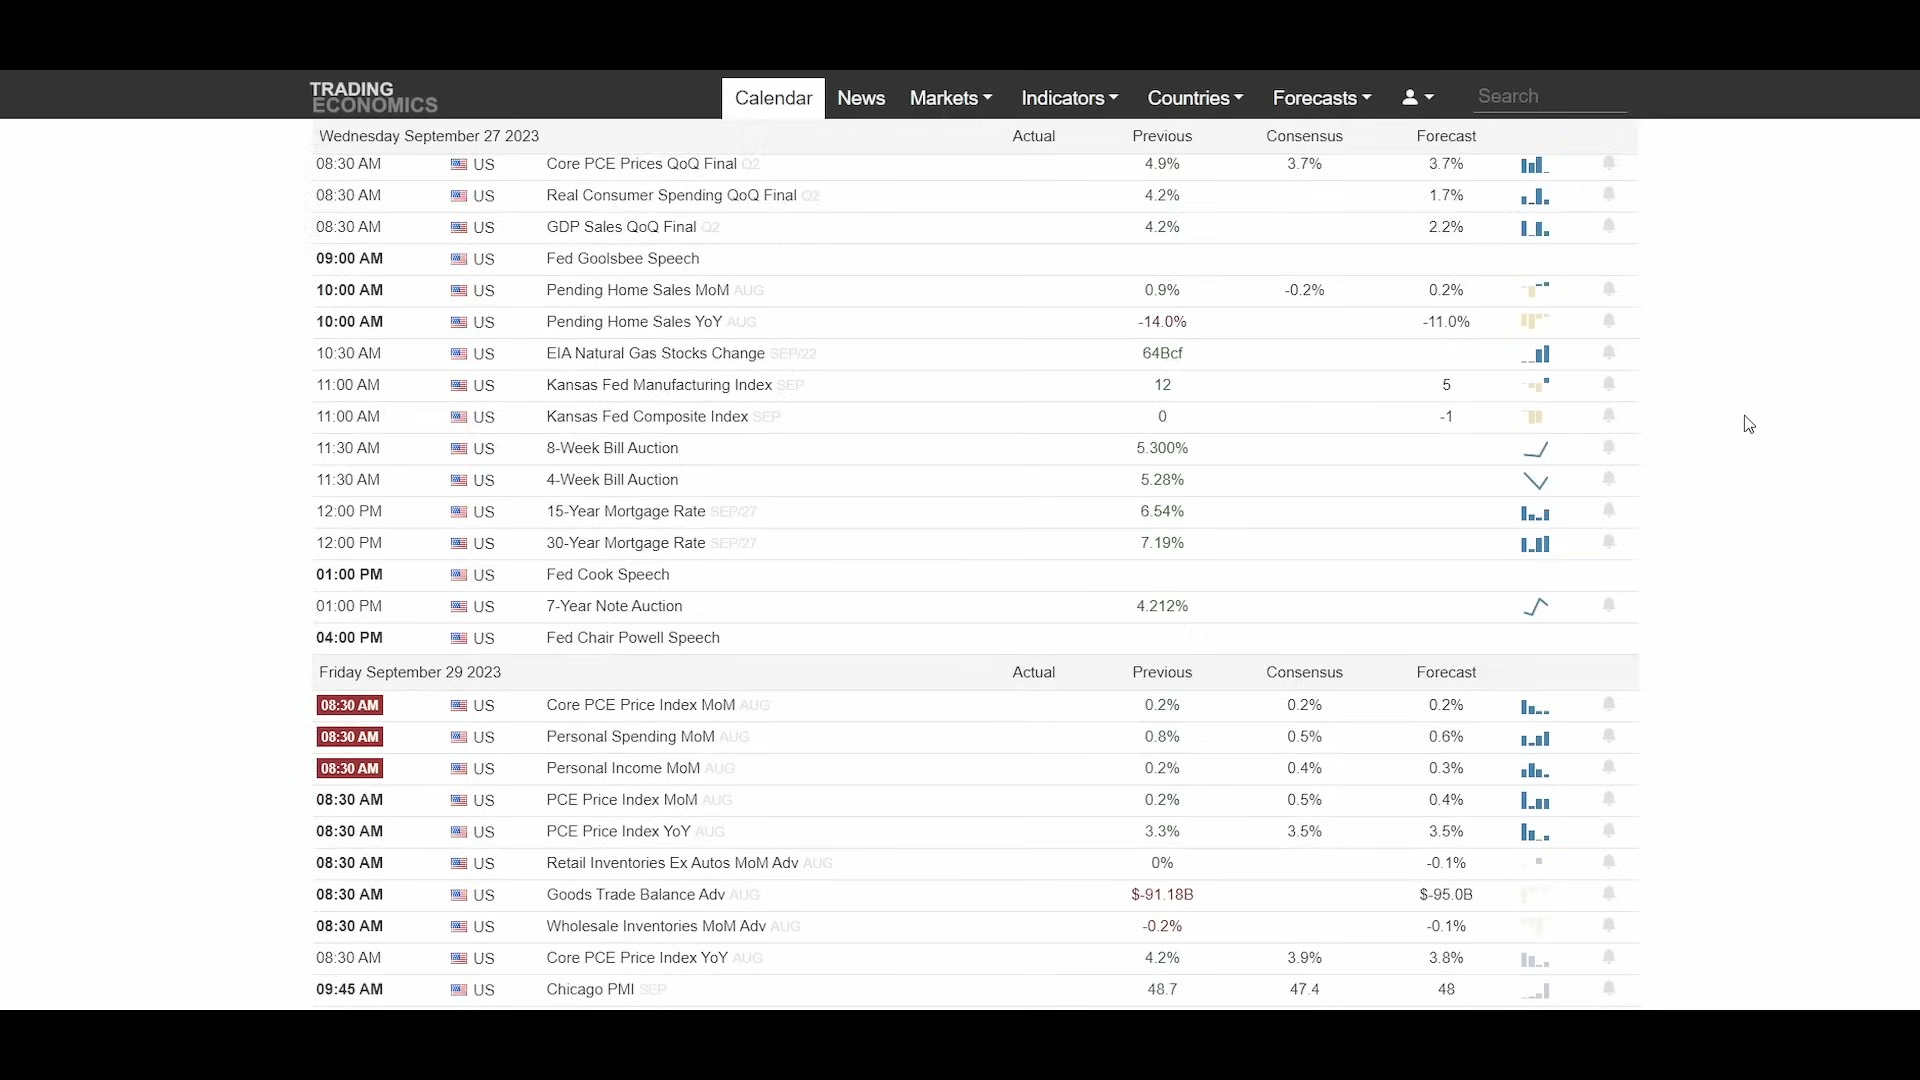 TRADING
ECONOMICS
Calendar News Markets Indicators Countries Forecasts Search
Wednesday September 27 2023 Actual Previous Consensus Forecast
08:30 AM US Core PCE Prices QoQ Final Q2 4.9% 3.7% 3.7%
08:30 AM US Real Consumer Spending QoQ Final Q2 4.2% 1.7%
08:30 AM US GDP Sales QoQ Final Q2 4.2% 2.2%
09:00 AM US Fed Goolsbee Speech
10:00 AM US Pending Home Sales MoM AUG 0.9% -0.2% 0.2%
10:00 AM US Pending Home Sales YoY AUG -14.0% -11.0%
10:30 AM US EIA Natural Gas Stocks Change SEP/22 64Bcf
11:00 AM US Kansas Fed Manufacturing Index SEP 12 5
11:00 AM US Kansas Fed Composite Index SEP 0 -1
11:30 AM US 8-Week Bill Auction 5.300%
11:30 AM US 4-Week Bill Auction 5.28%
12:00 PM US 15-Year Mortgage Rate SEP/27 6.54%
12:00 PM US 30-Year Mortgage Rate SEP/27 7.19%
01:00 PM US Fed Cook Speech
01:00 PM US 7-Year Note Auction 4.212%
04:00 PM US Fed Chair Powell Speech
Friday September 29 2023 Actual Previous Consensus Forecast
08:30 AM US Core PCE Price Index MoM AUG 0.2% 0.2% 0.2%
08:30 AM US Personal Spending MoM AUG 0.8% 0.5% 0.6%
08:30 AM US Personal Income MoM AUG 0.2% 0.4% 0.3%
08:30 AM US PCE Price Index MoM AUG 0.2% 0.5% 0.4%
08:30 AM US PCE Price Index YoY AUG 3.3% 3.5% 3.5%
08:30 AM US Retail Inventories Ex Autos MoM Adv AUG 0% -0.1%
08:30 AM US Goods Trade Balance Adv AUG $-91.18B $-95.0B
08:30 AM US Wholesale Inventories MoM Adv AUG -0.2% -0.1%
08:30 AM US Core PCE Price Index YoY AUG 4.2% 3.9% 3.8%
09:45 AM US Chicago PMI SEP 48.7 47.4 48